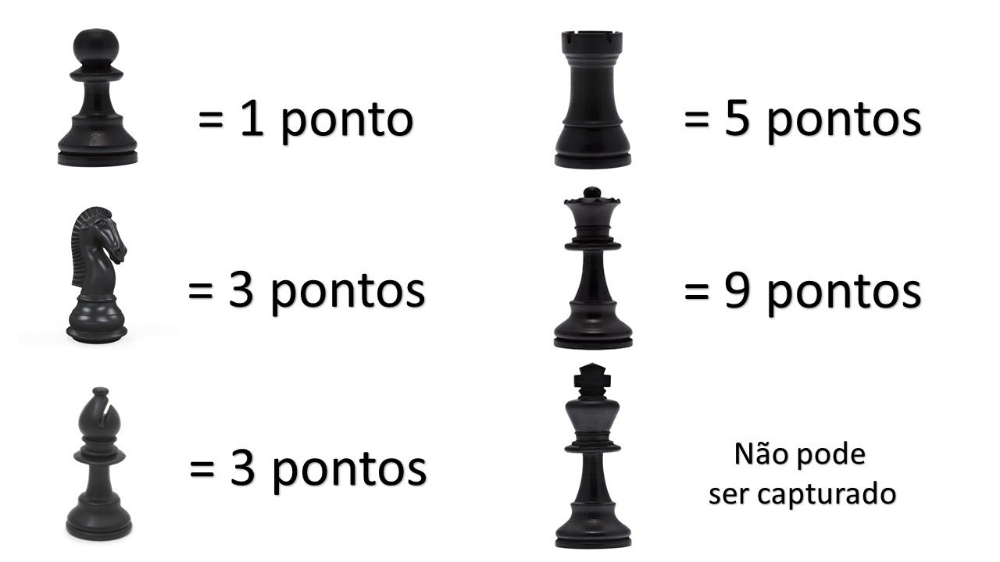 = 1 ponto
= 5 pontos
= 3 pontos
= 9 pontos
= 3 pontos
Não pode
ser capturado